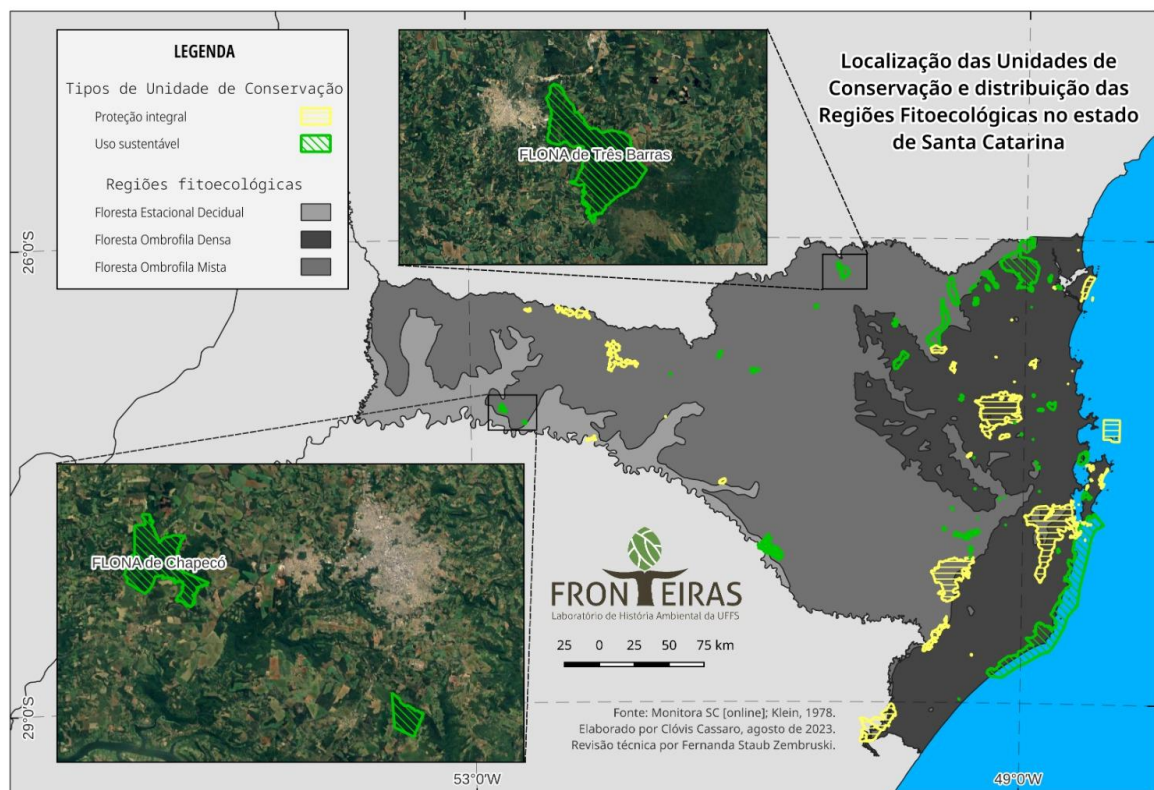 LEGENDA
Tipos de Unidade de Conservação
Proteção integral
Uso sustentável
Regiões fitoecológicas
Floresta Estacional Decidual
Floresta Ombrofila Densa
Floresta Ombrofila Mista
FLONA de Três Barras
Localização das Unidades de
Conservação e distribuição das
Regiões Fitoecológicas no estado
de Santa Catarina
26°S
FLONA de Chapecó
FRONTEIRAS
Laboratório de História Ambiental da UFFS
25 0 25 50 75 km
Fonte: Monitora SC [online]; Klein, 1978.
Elaborado por Clóvis Cassaro, agosto de 2023.
Revisão técnica por Fernanda Staub Zembruski.
29°S
53°W
49°W